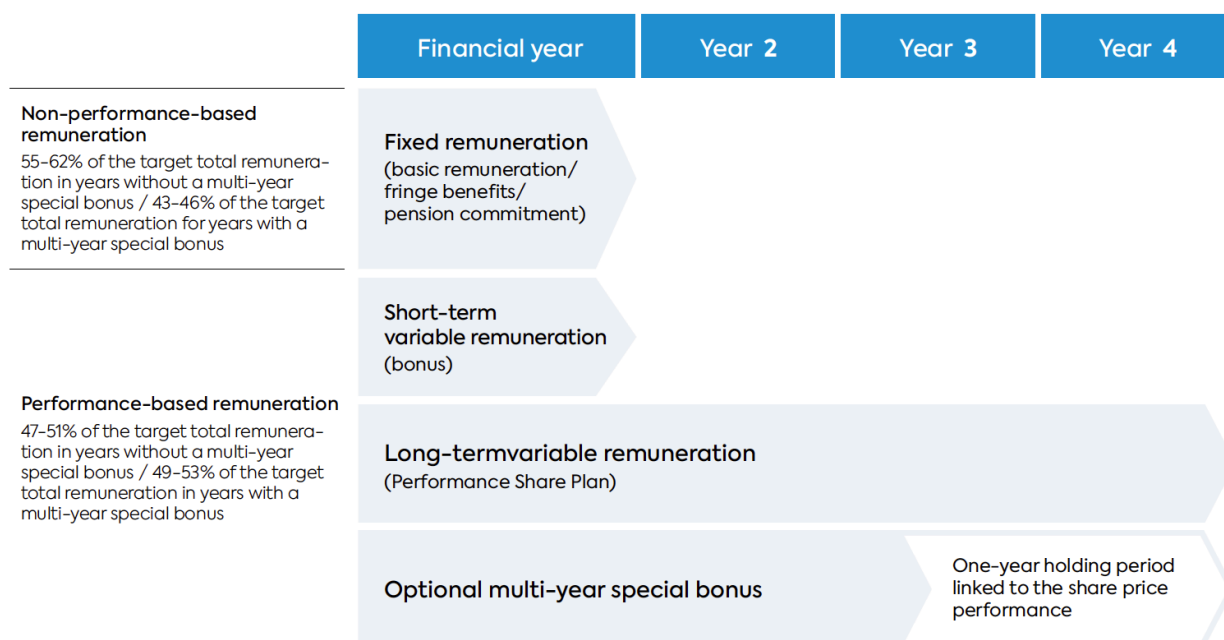 Financial year
Year 2
Year 3
Year 4
Non-performance-based
remuneration
55-62% of the target total remunera-
tion in years without a multi-year
special bonus / 43-46% of the target
total remuneration for years with a
multi-year special bonus
Fixed remuneration
(basic remuneration/
fringe benefits/
pension commitment)
Short-term
variable remuneration
(bonus)
Performance-based remuneration
47-51% of the target total remunera-
tion in years without a multi-year
special bonus / 49-53% of the target
total remuneration in years with a
multi-year special bonus
Long-termvariable remuneration
(Performance Share Plan)
Optional multi-year special bonus
One-year holding period
linked to the share price
performance